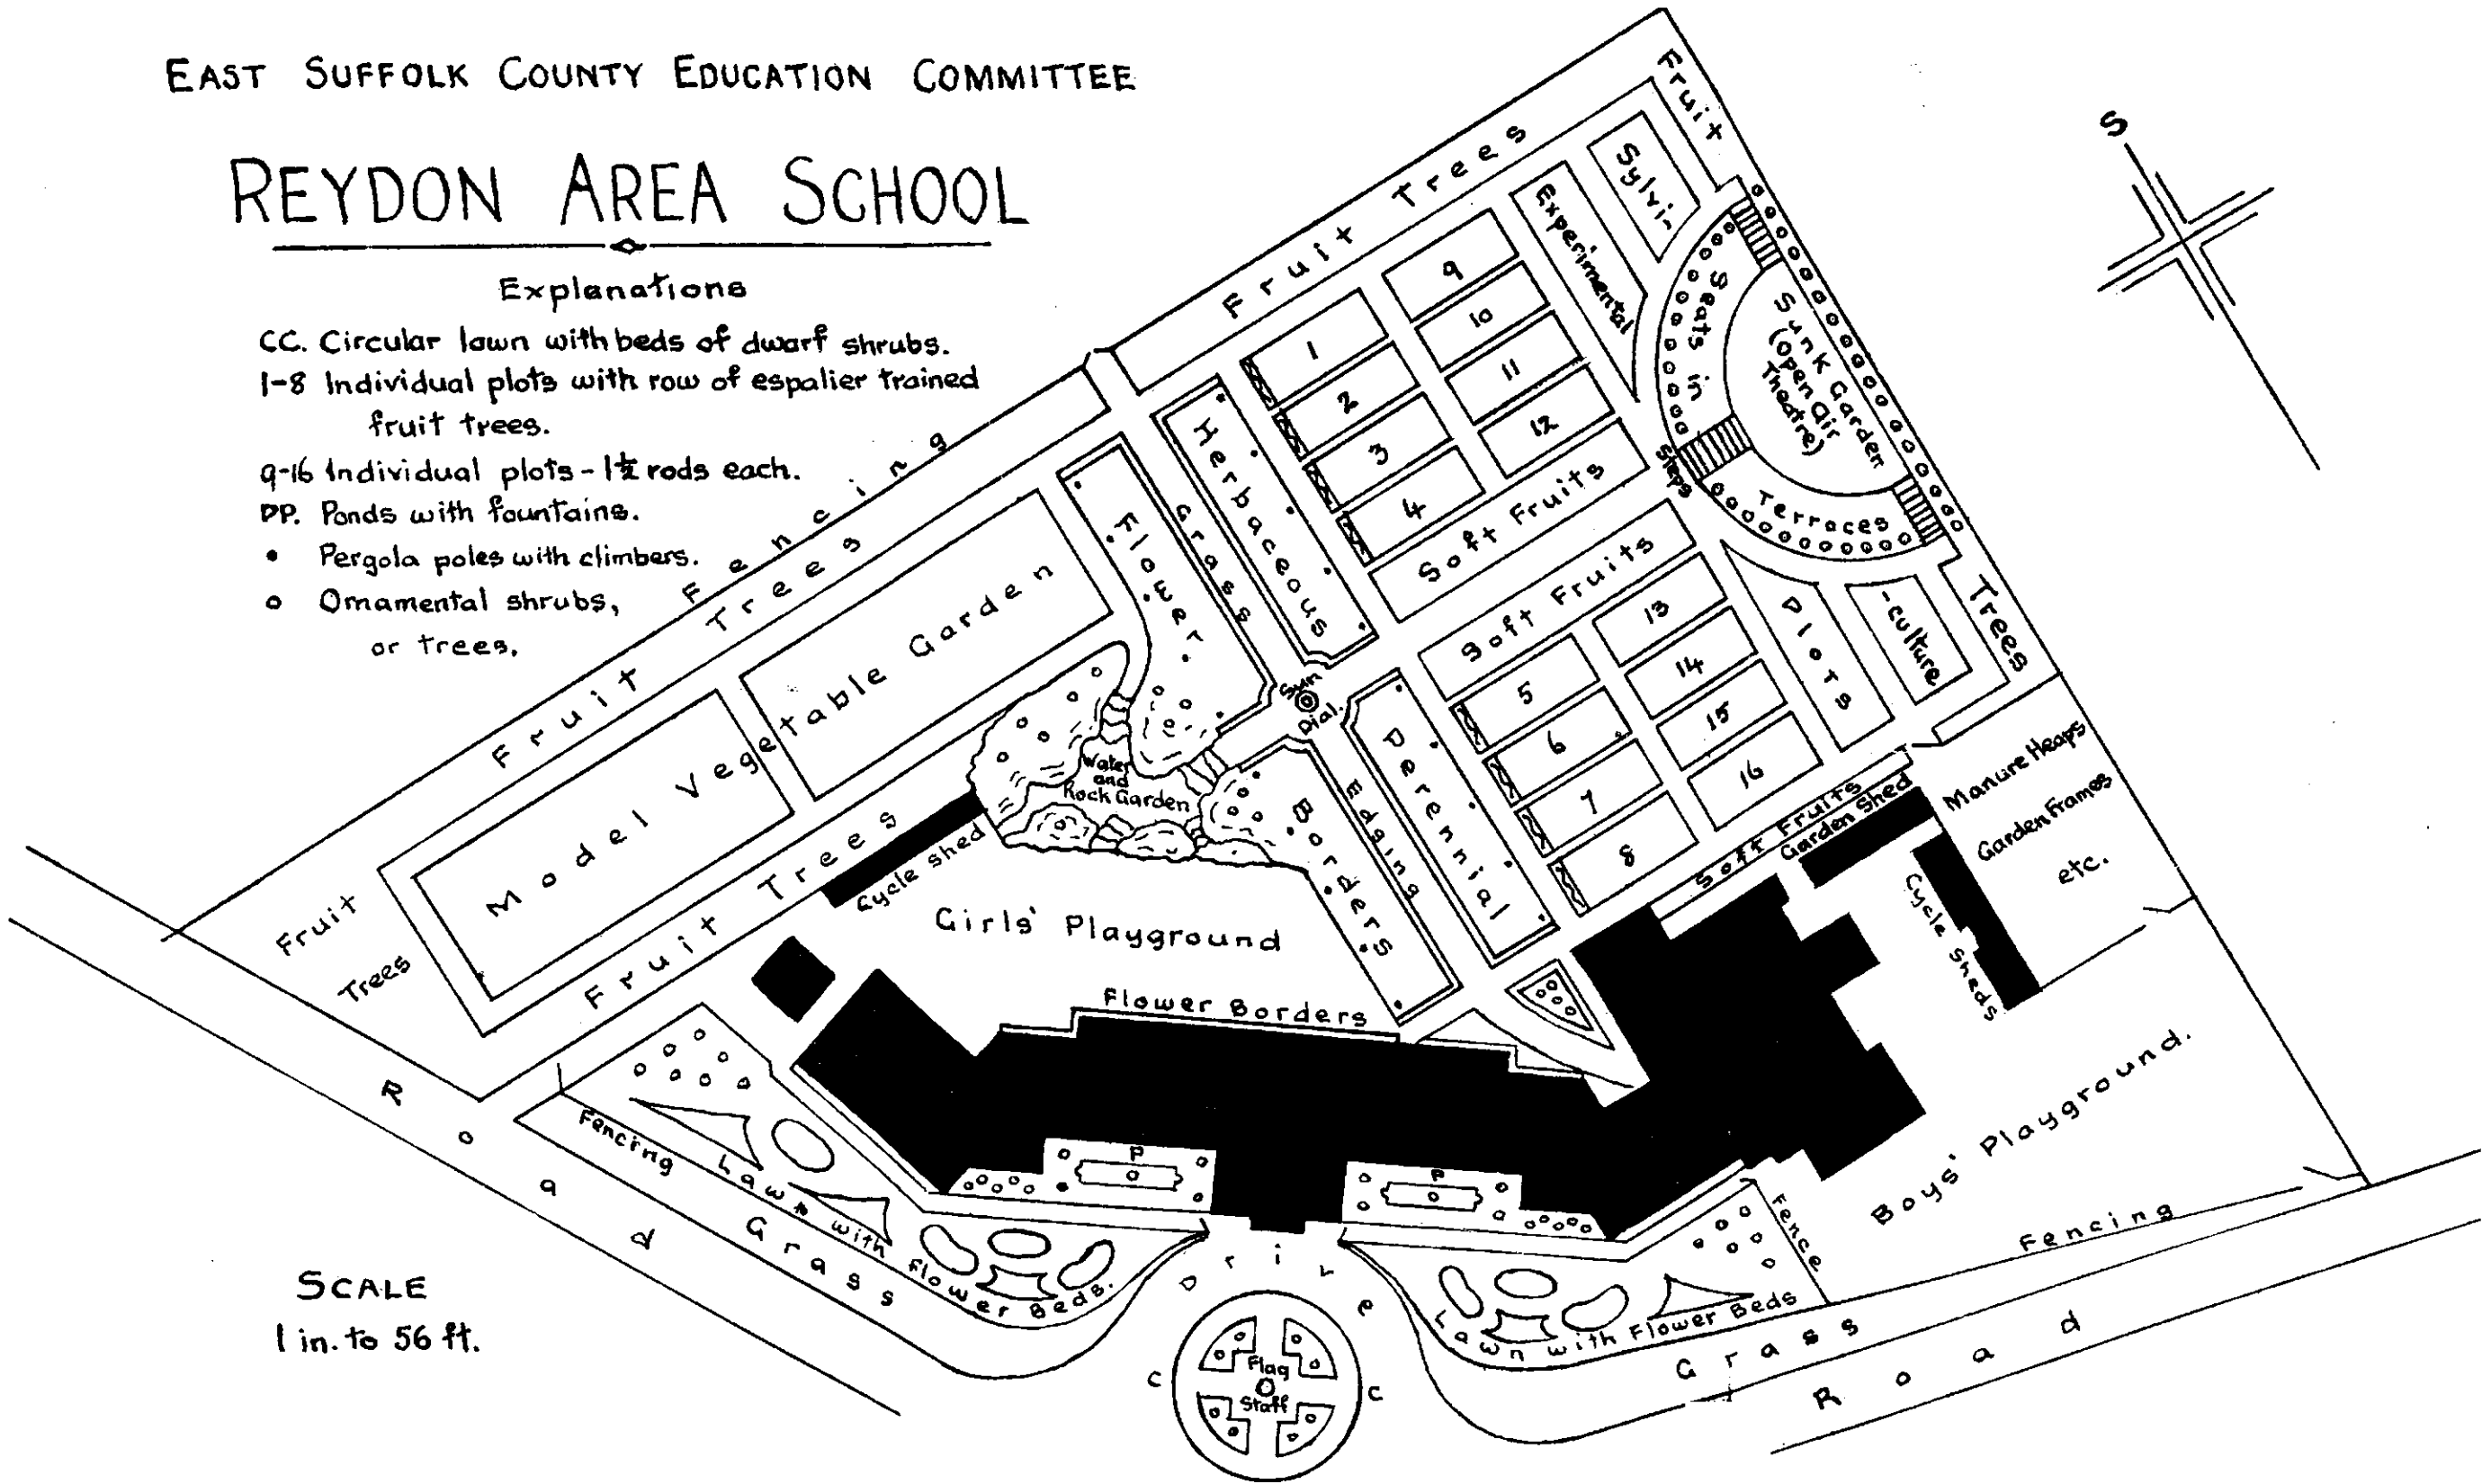 EAST SUFFOLK COUNTY EDUCATION COMMITTEE
REYDON AREA SCHOOL
Explanations
CC. Circular lawn with beds of dwarf shrubs.
1-8 Individual plots with row of espalier trained
fruit trees.
9-16 Individual plots - 1½ rods each.
PP. Ponds with fountains.
• Pergola poles with climbers.
o Ornamental shrubs,
or trees.
S
Fruit Trees
Fruit Trees
Sylvi-
-culture
Experimental
Plots
9
10
11
12
1
2
3
4
Soft Fruits
Soft Fruits
13
14
15
16
5
6
7
8
Soft Fruits
Seats in
Terraces
Steps
Sunk Garden
(Open Air
Theatre)
Herbaceous
Perennial
Grass
Edging
Flower
Borders
Sun
Dial.
Fencing
Fruit Trees
Model Vegetable Garden
Fruit
Trees
Fruit Trees
Water
and
Rock Garden
Cycle Shed
Girls' Playground
Flower Borders
Garden Shed
Manure Heaps
Garden Frames
etc.
Cycle Sheds
Boys' Playground.
Fencing
Fence
Road
Fencing
Lawn with Flower Beds.
Grass
P
P
Drive
C
C
Flag
Staff
Lawn with Flower Beds
Grass
Road
SCALE
1 in. to 56 ft.